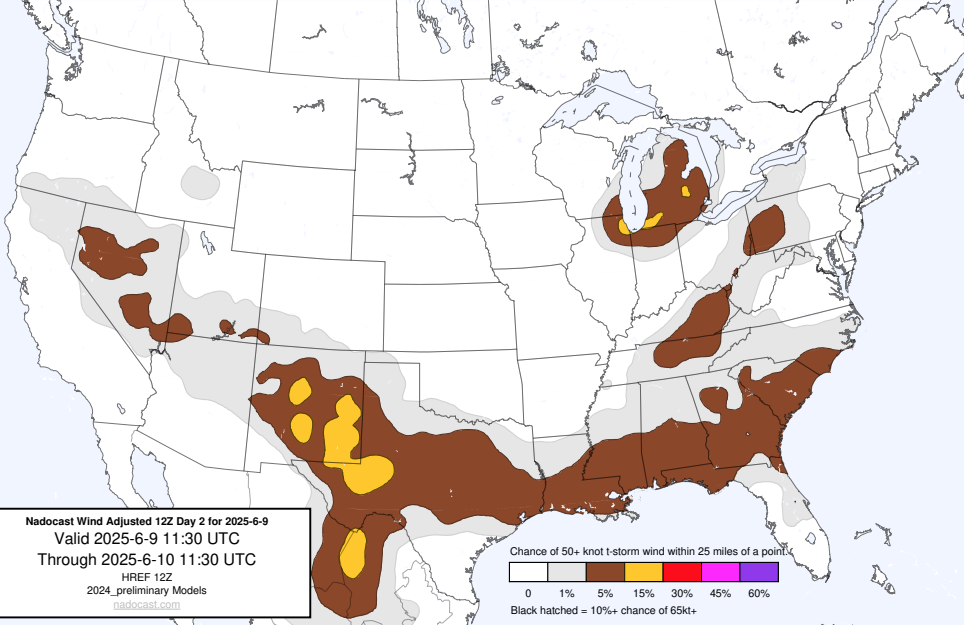 Nadocast Wind Adjusted 12Z Day 2 for 2025-6-9
Valid 2025-6-9 11:30 UTC
Through 2025-6-10 11:30 UTC
HREF 12Z
2024_preliminary Models
nadocast.com
Chance of 50+ knot t-storm wind within 25 miles of a point.
0 1% 5% 15% 30% 45% 60%
Black hatched = 10%+ chance of 65kt+